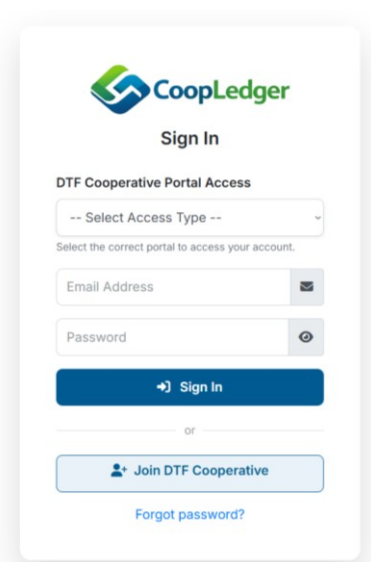 CoopLedger
Sign In
DTF Cooperative Portal Access
-- Select Access Type --
Select the correct portal to access your account.
Email Address
Password
Sign In
or
Join DTF Cooperative
Forgot password?